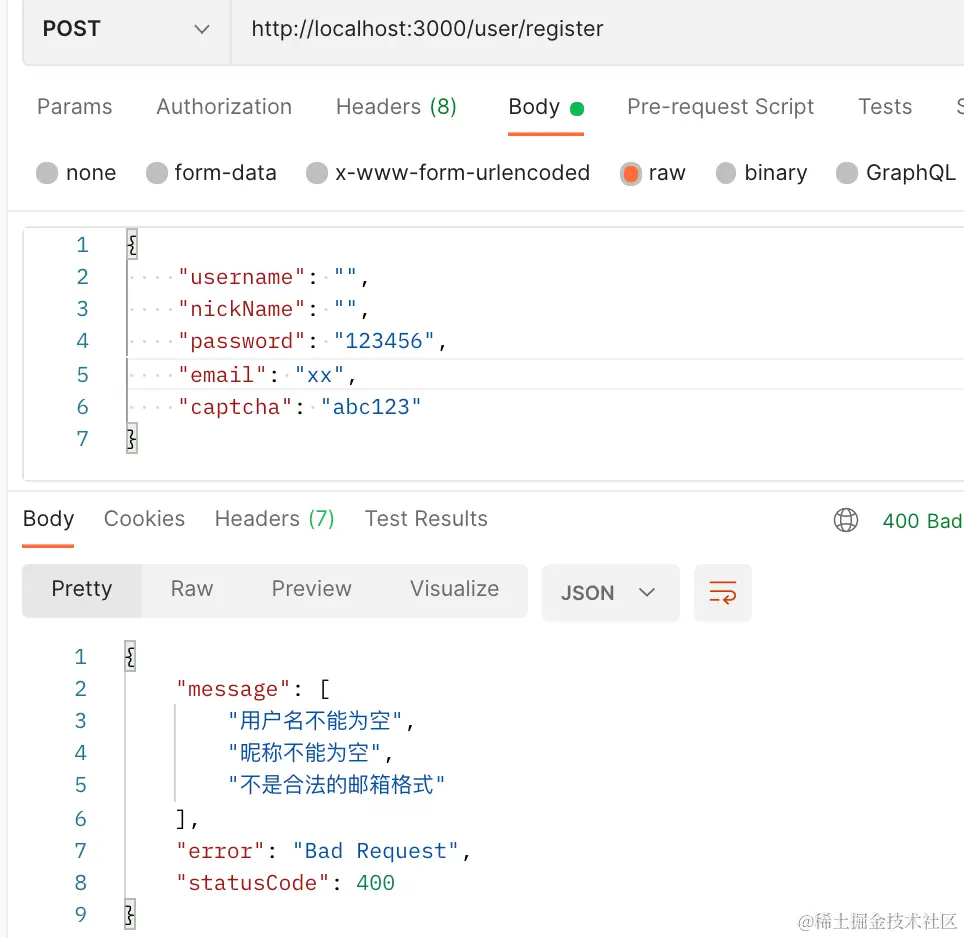 POST http://localhost:3000/user/register
Params Authorization Headers (8) Body Pre-request Script Tests S
none form-data x-www-form-urlencoded raw binary GraphQL
1 {
2 "username": "",
3 "nickName": "",
4 "password": "123456",
5 "email": "xx",
6 "captcha": "abc123"
7 }
Body Cookies Headers (7) Test Results 400 Bad
Pretty Raw Preview Visualize JSON
1 {
2 "message": [
3 "用户名不能为空",
4 "昵称不能为空",
5 "不是合法的邮箱格式"
6 ],
7 "error": "Bad Request",
8 "statusCode": 400
9 }
@稀土掘金技术社区